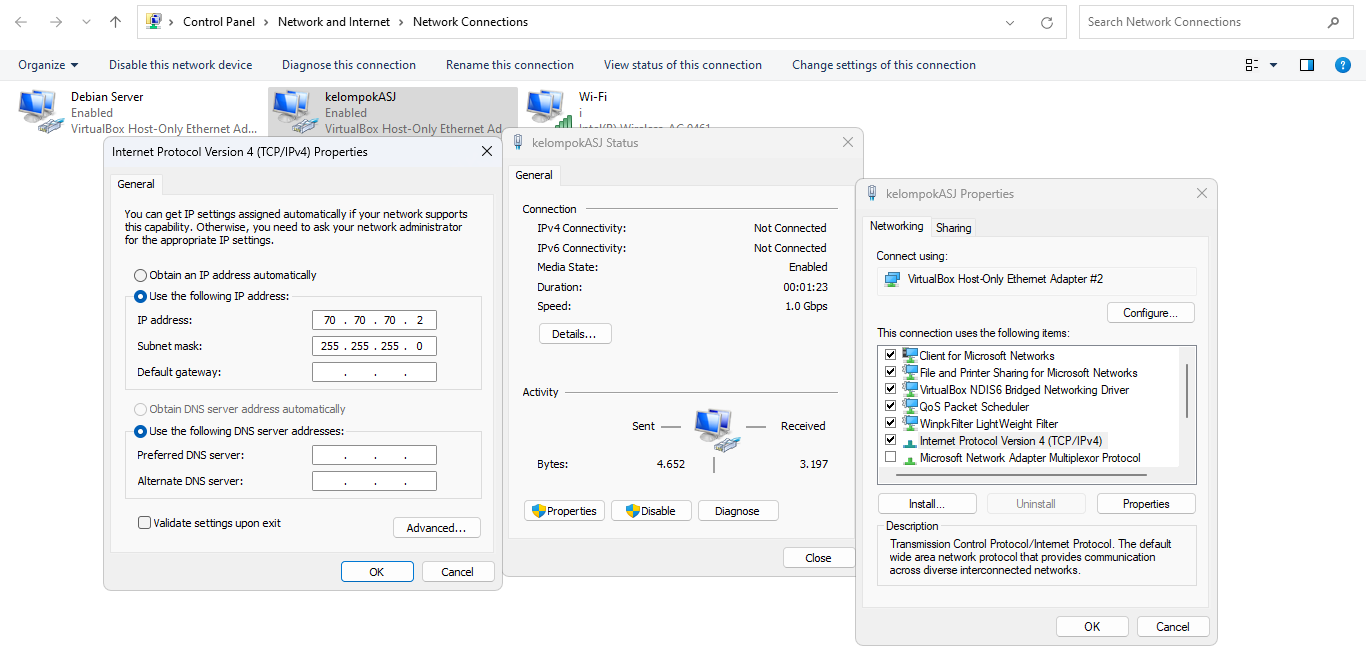 Control Panel > Network and Internet > Network Connections
Search Network Connections
Organize Disable this network device Diagnose this connection Rename this connection View status of this connection Change settings of this connection
Debian Server
Enabled
VirtualBox Host-Only Ethernet Ad...
kelompokASJ
Enabled
VirtualBox Host-Only Ethernet Ad
Wi-Fi
i
Intel(R) Wireless-AC 9461
Internet Protocol Version 4 (TCP/IPv4) Properties
General
You can get IP settings assigned automatically if your network supports
this capability. Otherwise, you need to ask your network administrator
for the appropriate IP settings.
Obtain an IP address automatically
Use the following IP address:
IP address: 70 . 70 . 70 . 2
Subnet mask: 255 . 255 . 255 . 0
Default gateway: . . .
Obtain DNS server address automatically
Use the following DNS server addresses:
Preferred DNS server: . . .
Alternate DNS server: . . .
Validate settings upon exit
Advanced...
OK Cancel
kelompokASJ Status
General
Connection
IPv4 Connectivity: Not Connected
IPv6 Connectivity: Not Connected
Media State: Enabled
Duration: 00:01:23
Speed: 1.0 Gbps
Details...
Activity
Sent — — Received
Bytes: 4.652 | 3.197
Properties Disable Diagnose
Close
kelompokASJ Properties
Networking Sharing
Connect using:
VirtualBox Host-Only Ethernet Adapter #2
Configure...
This connection uses the following items:
Client for Microsoft Networks
File and Printer Sharing for Microsoft Networks
VirtualBox NDIS6 Bridged Networking Driver
QoS Packet Scheduler
WinpkFilter LightWeight Filter
Internet Protocol Version 4 (TCP/IPv4)
Microsoft Network Adapter Multiplexor Protocol
Install... Uninstall Properties
Description
Transmission Control Protocol/Internet Protocol. The default
wide area network protocol that provides communication
across diverse interconnected networks.
OK Cancel